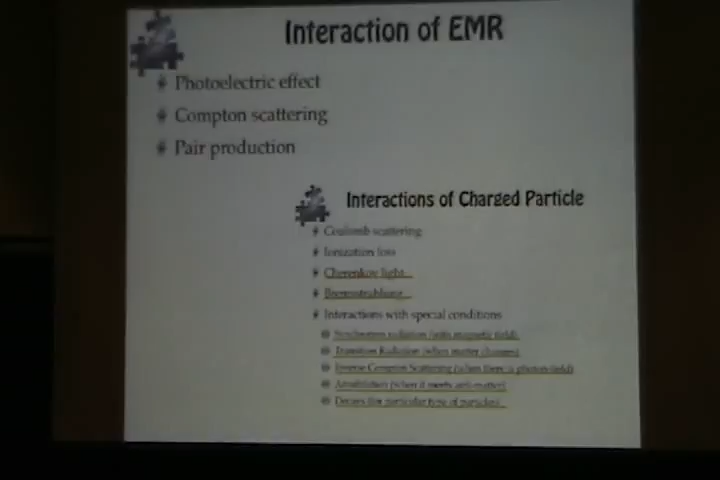 Interaction of EMR
Photoelectric effect
Compton scattering
Pair production
Interactions of Charged Particle
Coulomb scattering
Ionization loss
Cherenkov light
Bremsstrahlung
Interactions with special conditions
Synchrotron radiation (with magnetic field)
Transition Radiation (when matter changes)
Inverse Compton Scattering (when there is photon field)
Annihilation (when it meets anti-matter)
Decays (for particular type of particles)